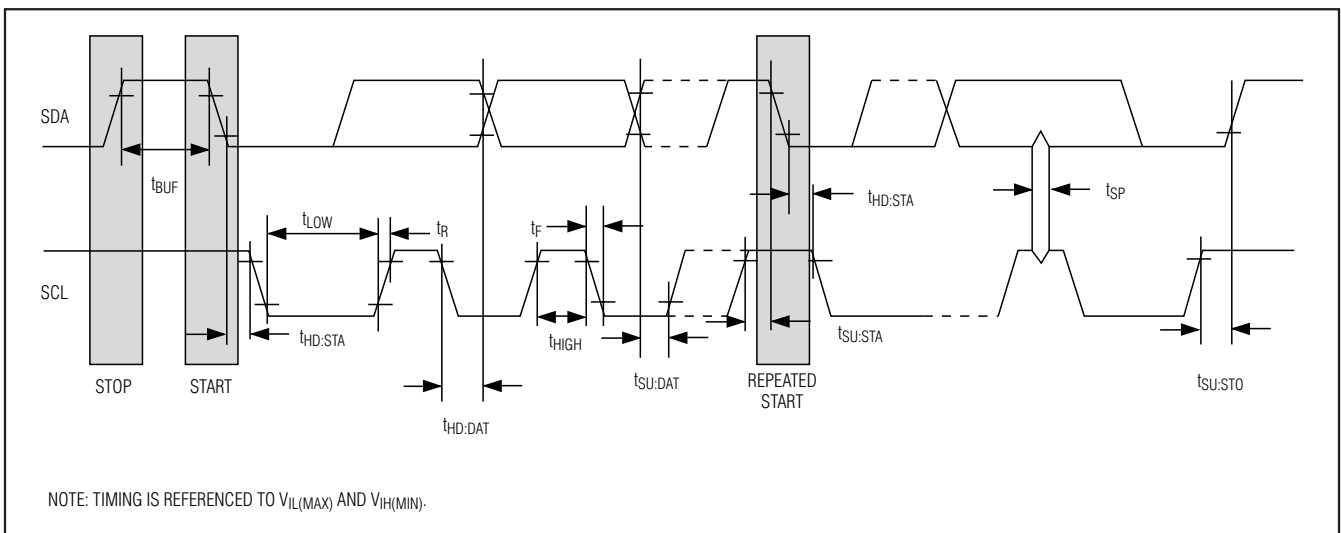 SDA
tBUF
tLOW
tR
tF
tHD:STA
tSP
SCL
tHD:STA
tHIGH
tSU:STA
tSU:DAT
tSU:STO
STOP
START
REPEATED
START
tHD:DAT
NOTE: TIMING IS REFERENCED TO VIL(MAX) AND VIH(MIN).